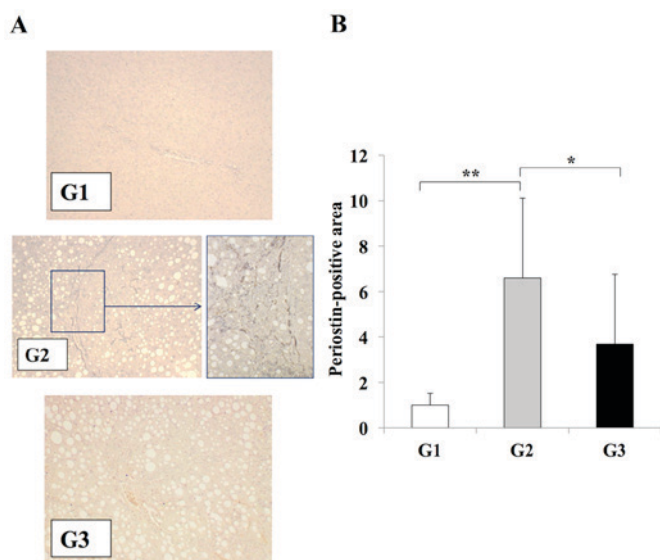 A
B
G1
G2
G3
Periostin-positive area
12
10
8
6
4
2
0
**
*
G1
G2
G3